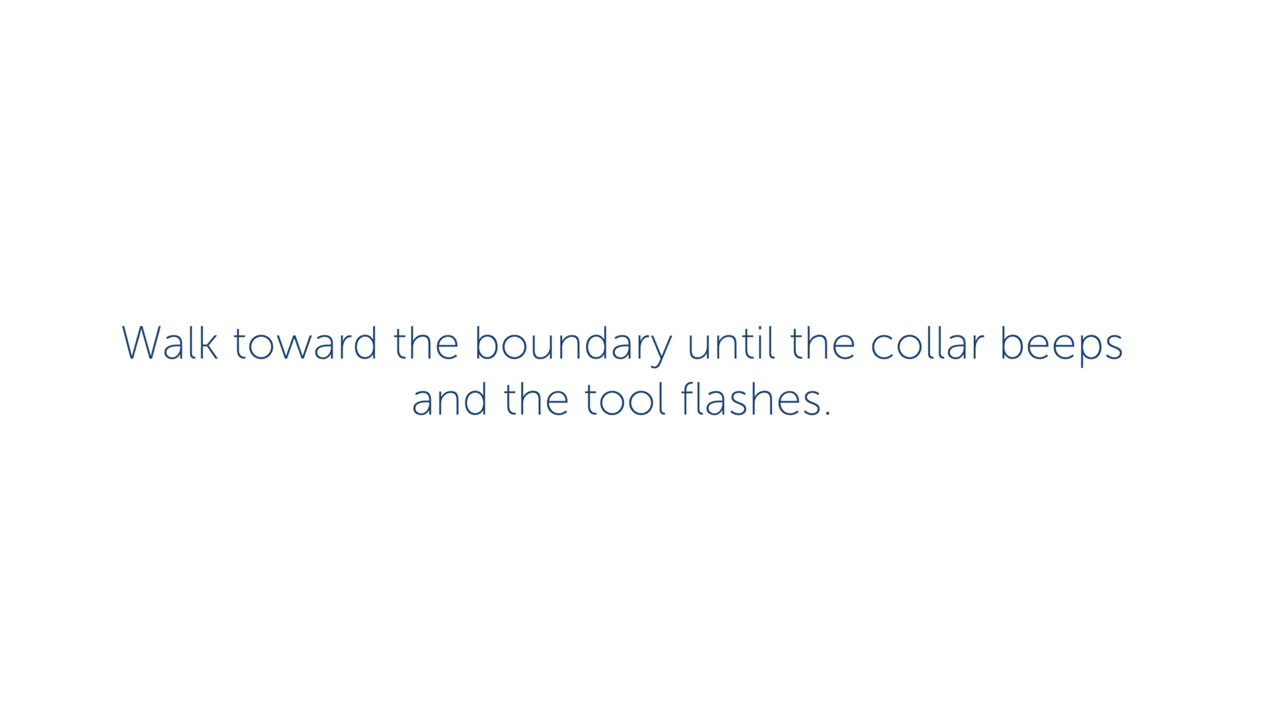 Walk toward the boundary until the collar beeps
and the tool flashes.